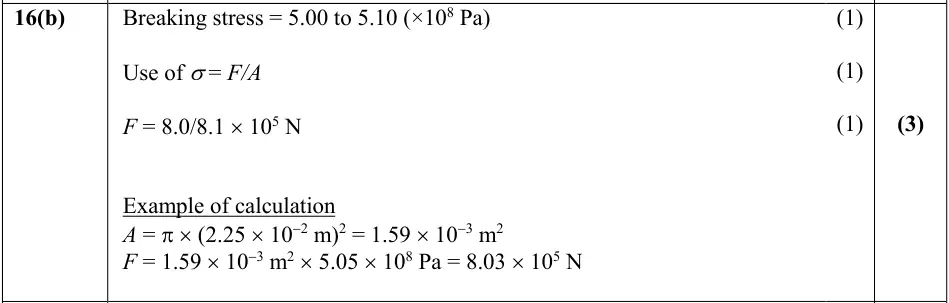 16(b) Breaking stress = 5.00 to 5.10 (×10⁸ Pa) (1)
Use of σ = F/A (1)
F = 8.0/8.1 × 10⁵ N (1) (3)
Example of calculation
A = π × (2.25 × 10⁻² m)² = 1.59 × 10⁻³ m²
F = 1.59 × 10⁻³ m² × 5.05 × 10⁸ Pa = 8.03 × 10⁵ N